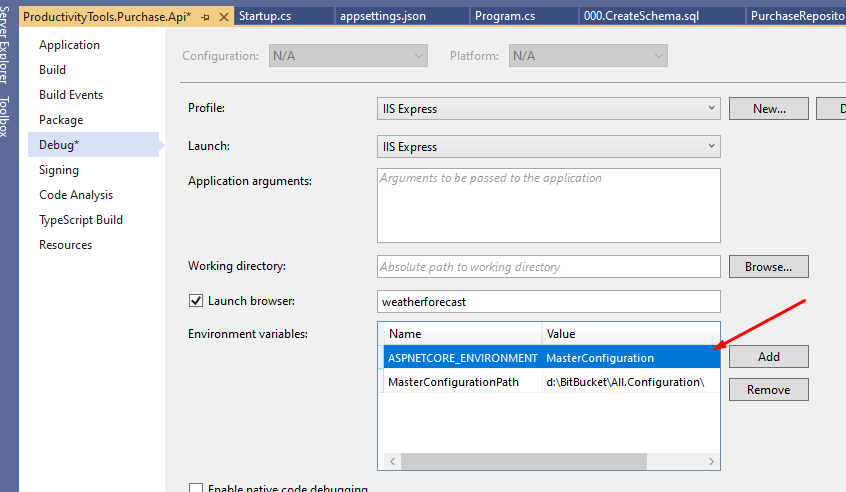 ProductivityTools.Purchase.Api* Startup.cs appsettings.json Program.cs 000.CreateSchema.sql PurchaseReposito
Server Explorer
Toolbox
Application
Build
Build Events
Package
Debug*
Signing
Code Analysis
TypeScript Build
Resources
Configuration: N/A Platform: N/A
Profile: IIS Express New... D
Launch: IIS Express
Application arguments: Arguments to be passed to the application
Working directory: Absolute path to working directory Browse...
Launch browser: weatherforecast
Environment variables: Name Value
ASPNETCORE_ENVIRONMENT MasterConfiguration Add
MasterConfigurationPath d:\BitBucket\All.Configuration\ Remove
Enable native code debugging